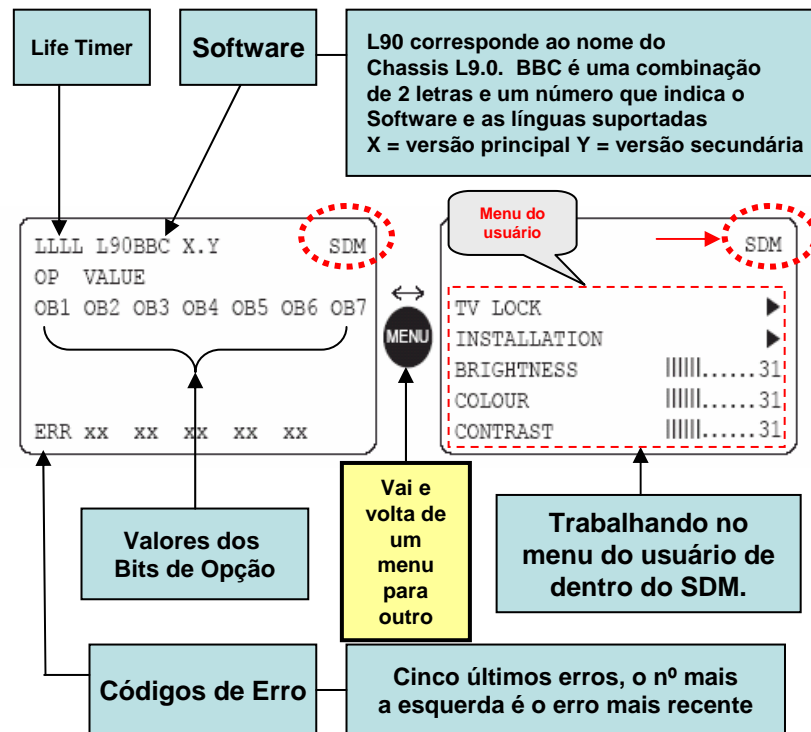 Life Timer
Software
L90 corresponde ao nome do
Chassis L9.0. BBC é uma combinação
de 2 letras e um número que indica o
Software e as línguas suportadas
X = versão principal Y = versão secundária
LLLL L90BBC X.Y SDM
OP VALUE
OB1 OB2 OB3 OB4 OB5 OB6 OB7
ERR xx xx xx xx xx
MENU
Menu do
usuário
SDM
TV LOCK
INSTALLATION
BRIGHTNESS ||||||......31
COLOUR ||||||......31
CONTRAST ||||||......31
Valores dos
Bits de Opção
Vai e
volta de
um
menu
para
outro
Trabalhando no
menu do usuário de
dentro do SDM.
Códigos de Erro
Cinco últimos erros, o nº mais
a esquerda é o erro mais recente